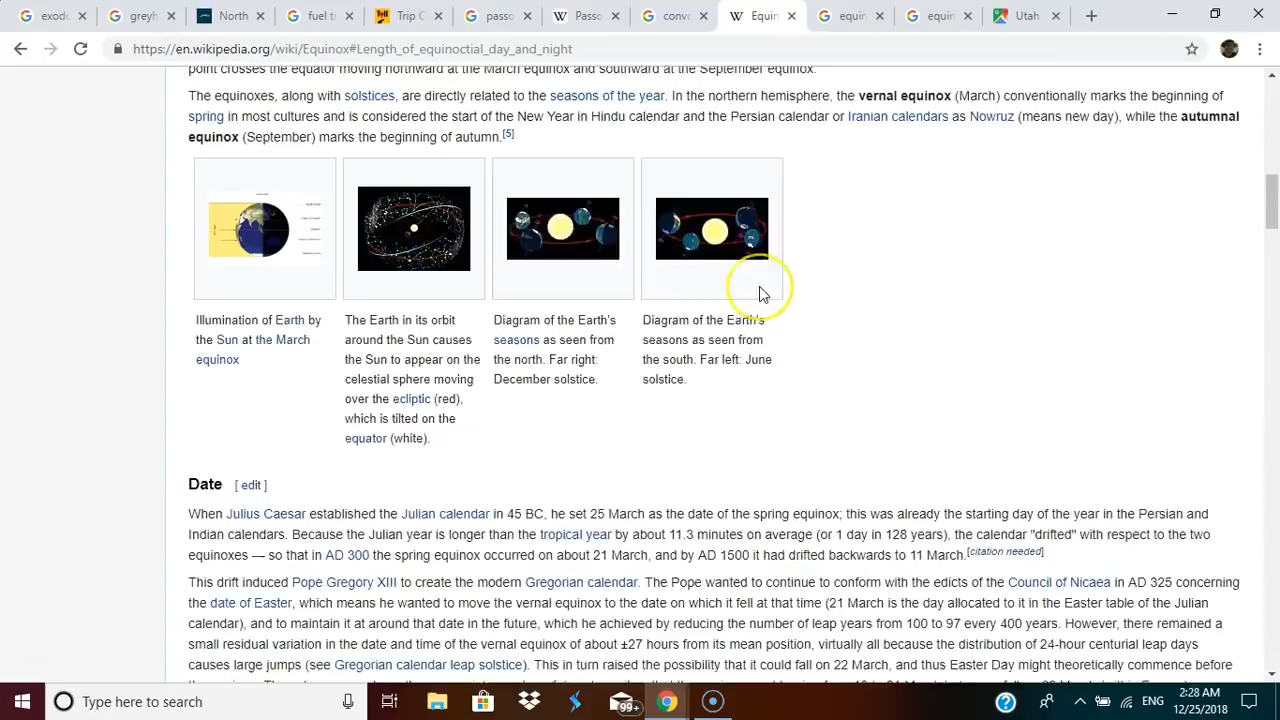 exodu
greyh
North
fuel tr
Trip C
passo
Passo
conve
Equin
equin
equin
Utah
https://en.wikipedia.org/wiki/Equinox#Length_of_equinoctial_day_and_night
point crosses the equator moving northward at the March equinox and southward at the September equinox.
The equinoxes, along with solstices, are directly related to the seasons of the year. In the northern hemisphere, the vernal equinox (March) conventionally marks the beginning of
spring in most cultures and is considered the start of the New Year in Hindu calendar and the Persian calendar or Iranian calendars as Nowruz (means new day), while the autumnal
equinox (September) marks the beginning of autumn.[5]
Illumination of Earth by
the Sun at the March
equinox
The Earth in its orbit
around the Sun causes
the Sun to appear on the
celestial sphere moving
over the ecliptic (red),
which is tilted on the
equator (white).
Diagram of the Earth's
seasons as seen from
the north. Far right:
December solstice.
Diagram of the Earth's
seasons as seen from
the south. Far left: June
solstice.
Date [ edit ]
When Julius Caesar established the Julian calendar in 45 BC, he set 25 March as the date of the spring equinox; this was already the starting day of the year in the Persian and
Indian calendars. Because the Julian year is longer than the tropical year by about 11.3 minutes on average (or 1 day in 128 years), the calendar "drifted" with respect to the two
equinoxes — so that in AD 300 the spring equinox occurred on about 21 March, and by AD 1500 it had drifted backwards to 11 March.[citation needed]
This drift induced Pope Gregory XIII to create the modern Gregorian calendar. The Pope wanted to continue to conform with the edicts of the Council of Nicaea in AD 325 concerning
the date of Easter, which means he wanted to move the vernal equinox to the date on which it fell at that time (21 March is the day allocated to it in the Easter table of the Julian
calendar), and to maintain it at around that date in the future, which he achieved by reducing the number of leap years from 100 to 97 every 400 years. However, there remained a
small residual variation in the date and time of the vernal equinox of about ±27 hours from its mean position, virtually all because the distribution of 24-hour centurial leap days
causes large jumps (see Gregorian calendar leap solstice). This in turn raised the possibility that it could fall on 22 March, and thus Easter Day might theoretically commence before
Type here to search
99+
ENG
2:28 AM
12/25/2018